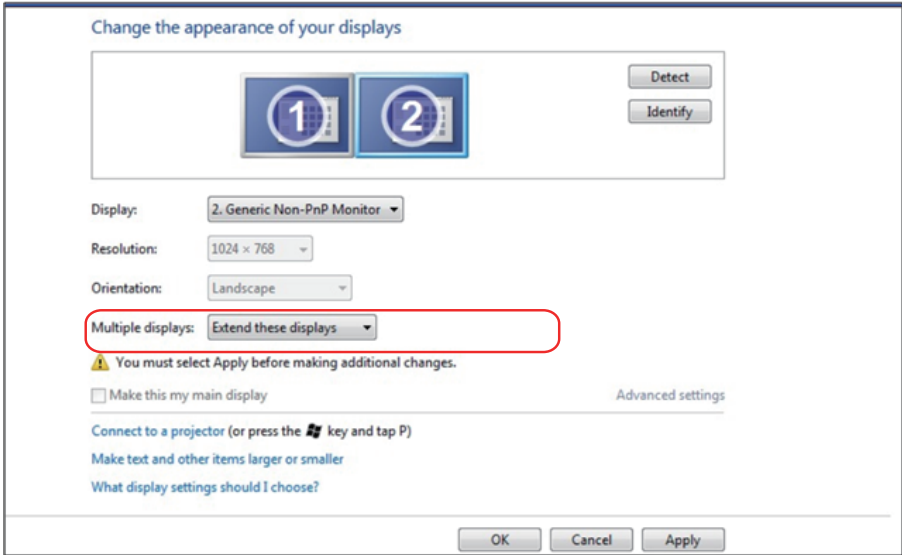 Change the appearance of your displays
1
2
Detect
Identify
Display: 2. Generic Non-PnP Monitor
Resolution: 1024 × 768
Orientation: Landscape
Multiple displays: Extend these displays
You must select Apply before making additional changes.
Make this my main display Advanced settings
Connect to a projector (or press the key and tap P)
Make text and other items larger or smaller
What display settings should I choose?
OK Cancel Apply